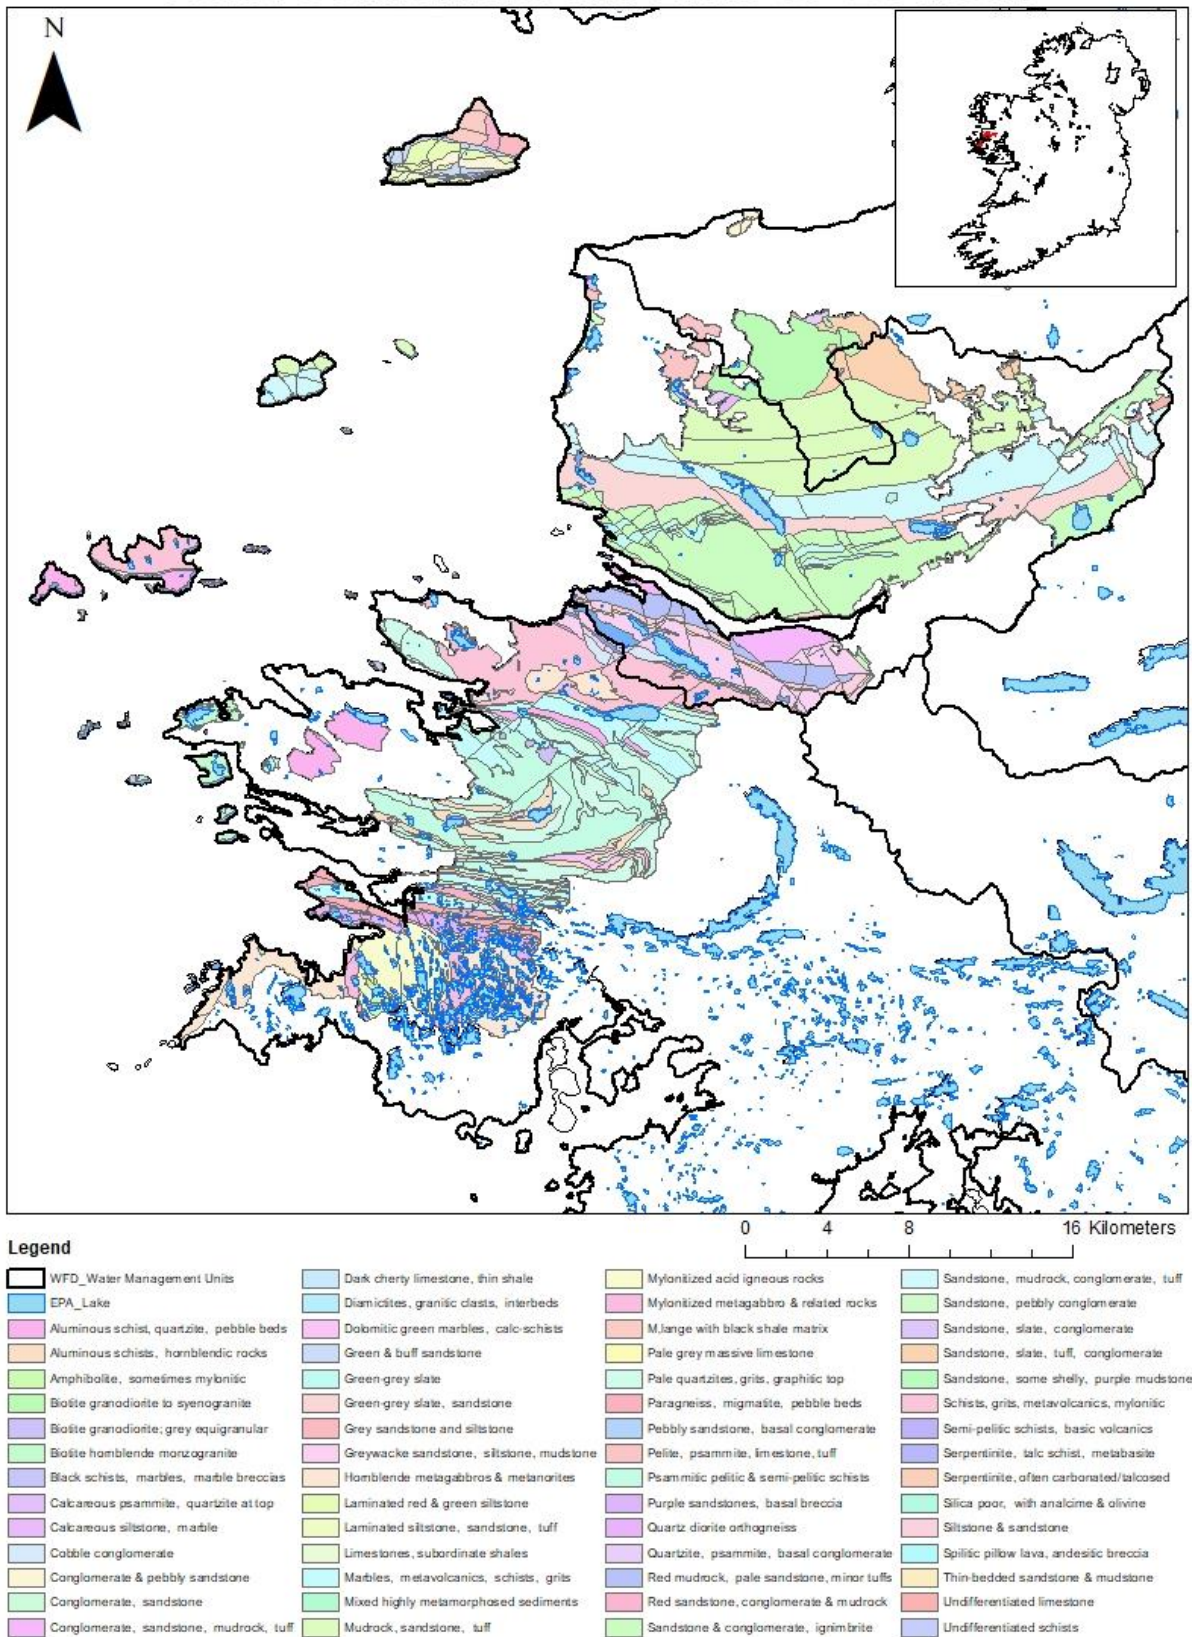 N
0 4 8 16 Kilometers
Legend
WFD_Water Management Units
EPA_Lake
Aluminous schist, quartzite, pebble beds
Aluminous schists, hornblendic rocks
Amphibolite, sometimes mylonitic
Biotite granodiorite to syenogranite
Biotite granodiorite; grey equigranular
Biotite hornblende monzogranite
Black schists, marbles, marble breccias
Calcareous psammite, quartzite at top
Calcareous siltstone, marble
Cobble conglomerate
Conglomerate & pebbly sandstone
Conglomerate, sandstone
Conglomerate, sandstone, mudrock, tuff
Dark cherty limestone, thin shale
Diamictites, granitic clasts, interbeds
Dolomitic green marbles, calc-schists
Green & buff sandstone
Green-grey slate
Green-grey slate, sandstone
Grey sandstone and siltstone
Greywacke sandstone, siltstone, mudstone
Hornblende metagabbros & metanorites
Laminated red & green siltstone
Laminated siltstone, sandstone, tuff
Limestones, subordinate shales
Marbles, metavolcanics, schists, grits
Mixed highly metamorphosed sediments
Mudrock, sandstone, tuff
Mylonitized acid igneous rocks
Mylonitized metagabbro & related rocks
M,lange with black shale matrix
Pale grey massive limestone
Pale quartzites, grits, graphitic top
Paragneiss, migmatite, pebble beds
Pebbly sandstone, basal conglomerate
Pelite, psammite, limestone, tuff
Psammitic pelitic & semi-pelitic schists
Purple sandstones, basal breccia
Quartz diorite orthogneiss
Quartzite, psammite, basal conglomerate
Red mudrock, pale sandstone, minor tuffs
Red sandstone, conglomerate & mudrock
Sandstone & conglomerate, ignimbrite
Sandstone, mudrock, conglomerate, tuff
Sandstone, pebbly conglomerate
Sandstone, slate, conglomerate
Sandstone, slate, tuff, conglomerate
Sandstone, some shelly, purple mudstone
Schists, grits, metavolcanics, mylonitic
Semi-pelitic schists, basic volcanics
Serpentinite, talc schist, metabasite
Serpentinite, often carbonated/talcosed
Silica poor, with analcime & olivine
Siltstone & sandstone
Spilitic pillow lava, andesitic breccia
Thin-bedded sandstone & mudstone
Undifferentiated limestone
Undifferentiated schists